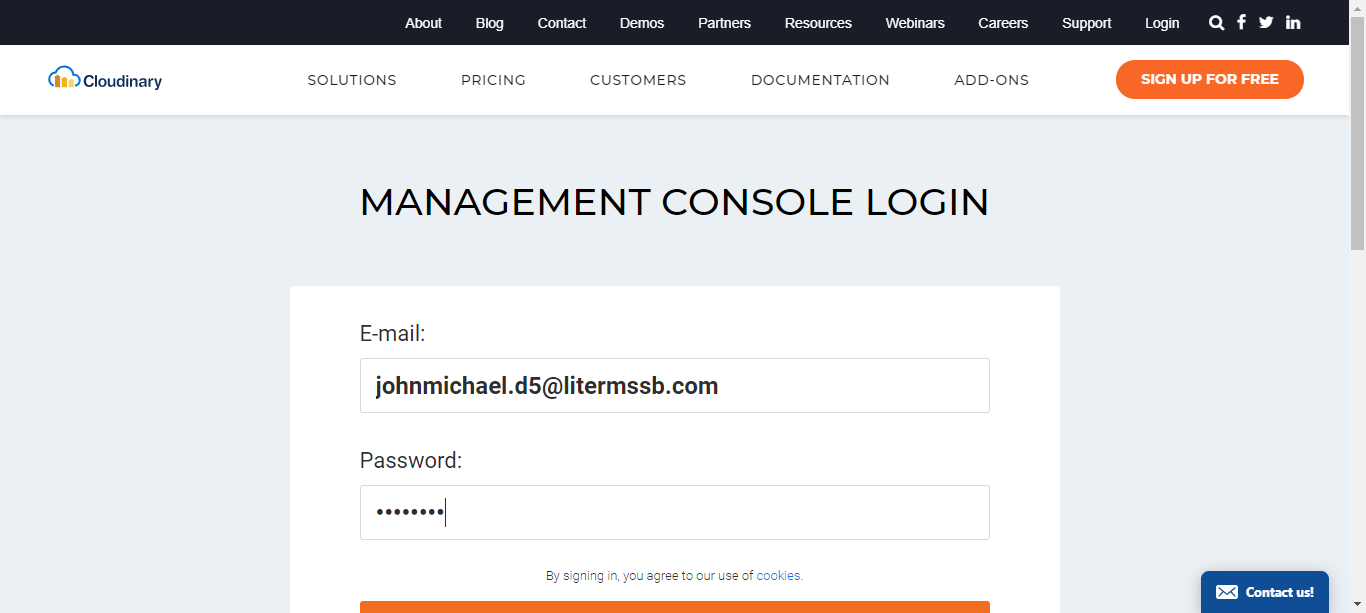 About Blog Contact Demos Partners Resources Webinars Careers Support Login
Cloudinary SOLUTIONS PRICING CUSTOMERS DOCUMENTATION ADD-ONS SIGN UP FOR FREE
MANAGEMENT CONSOLE LOGIN
E-mail:
johnmichael.d5@litermssb.com
Password:
••••••••
By signing in, you agree to our use of cookies.
Contact us!